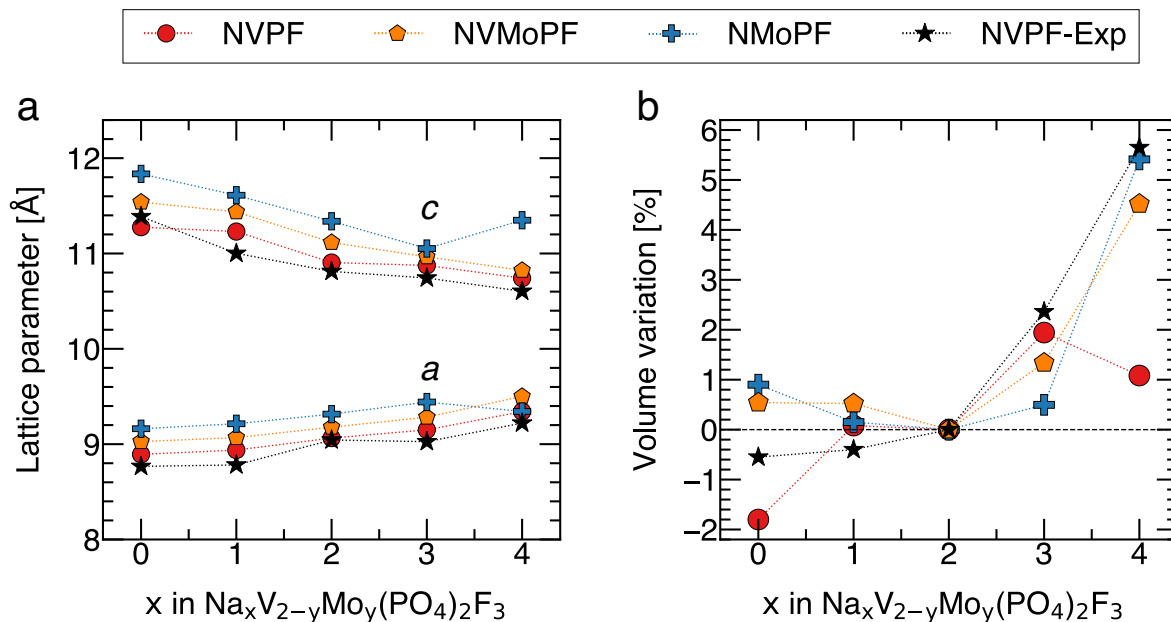 NVPF NVMoPF NMoPF NVPF-Exp
a
b
Lattice parameter [Å]
12
11
10
9
8
c
a
0 1 2 3 4
x in NaₓV₂₋ᵧMoᵧ(PO₄)₂F₃
Volume variation [%]
6
5
4
3
2
1
0
−1
−2
0 1 2 3 4
x in NaₓV₂₋ᵧMoᵧ(PO₄)₂F₃